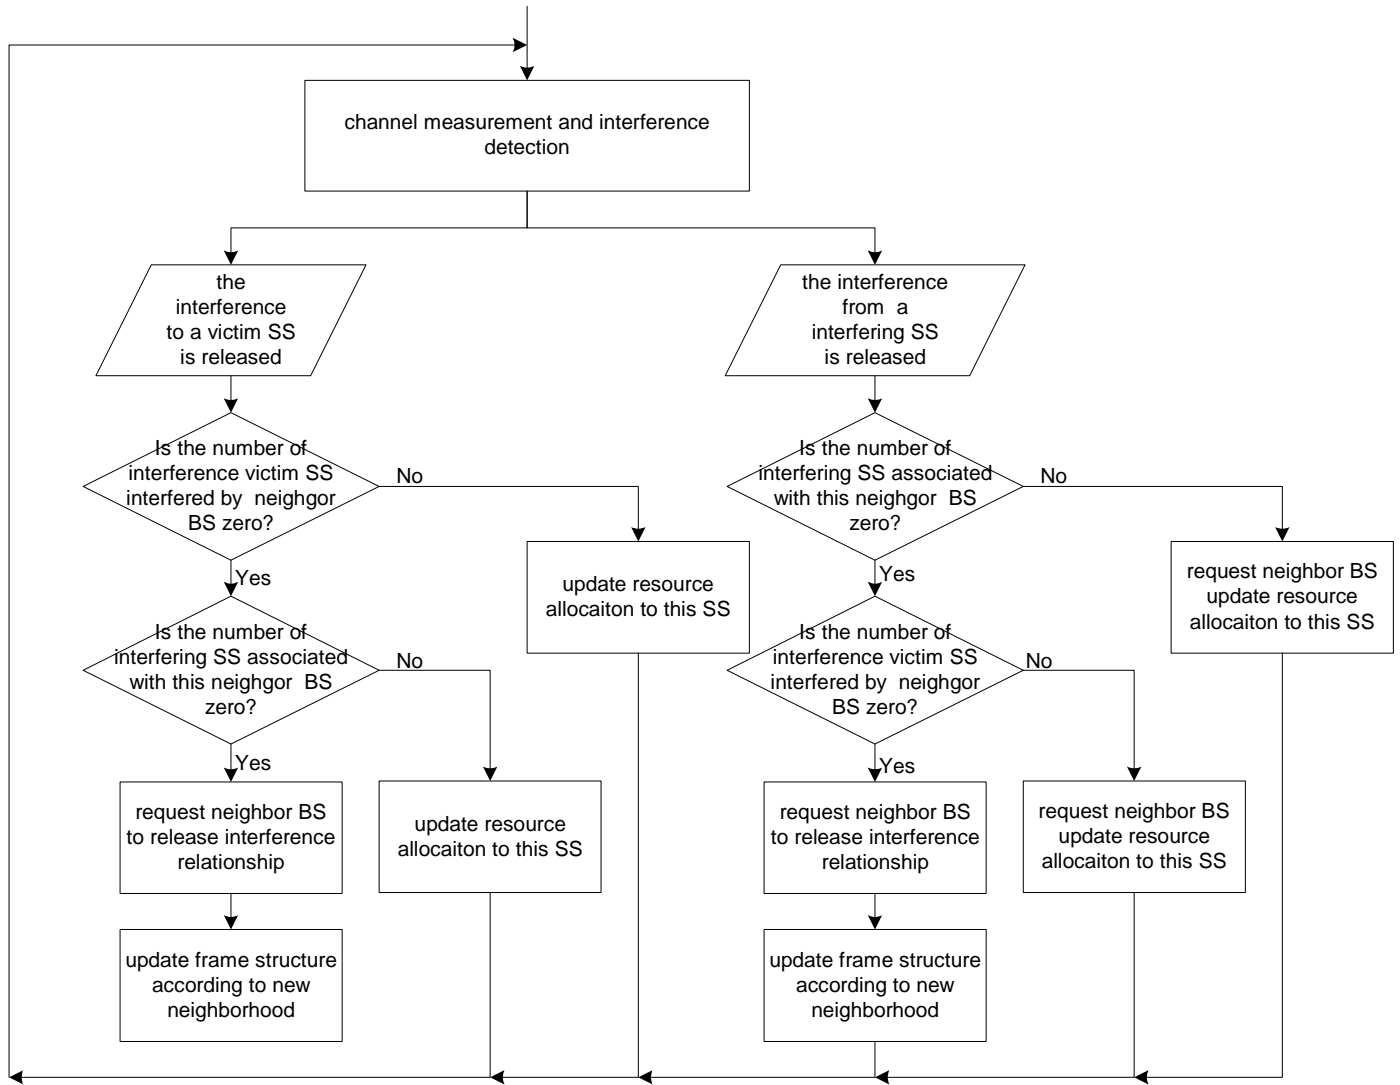 channel measurement and interference
detection
the
interference
to a victim SS
is released
the interference
from a
interfering SS
is released
Is the number of
interference victim SS
interfered by neighgor
BS zero?
No
Is the number of
interfering SS associated
with this neighgor BS
zero?
No
update resource
allocaiton to this SS
request neighbor BS
update resource
allocaiton to this SS
Yes
Yes
Is the number of
interfering SS associated
with this neighgor BS
zero?
No
Is the number of
interference victim SS
interfered by neighgor
BS zero?
No
Yes
Yes
request neighbor BS
to release interference
relationship
update resource
allocaiton to this SS
request neighbor BS
to release interference
relationship
request neighbor BS
update resource
allocaiton to this SS
update frame structure
according to new
neighborhood
update frame structure
according to new
neighborhood